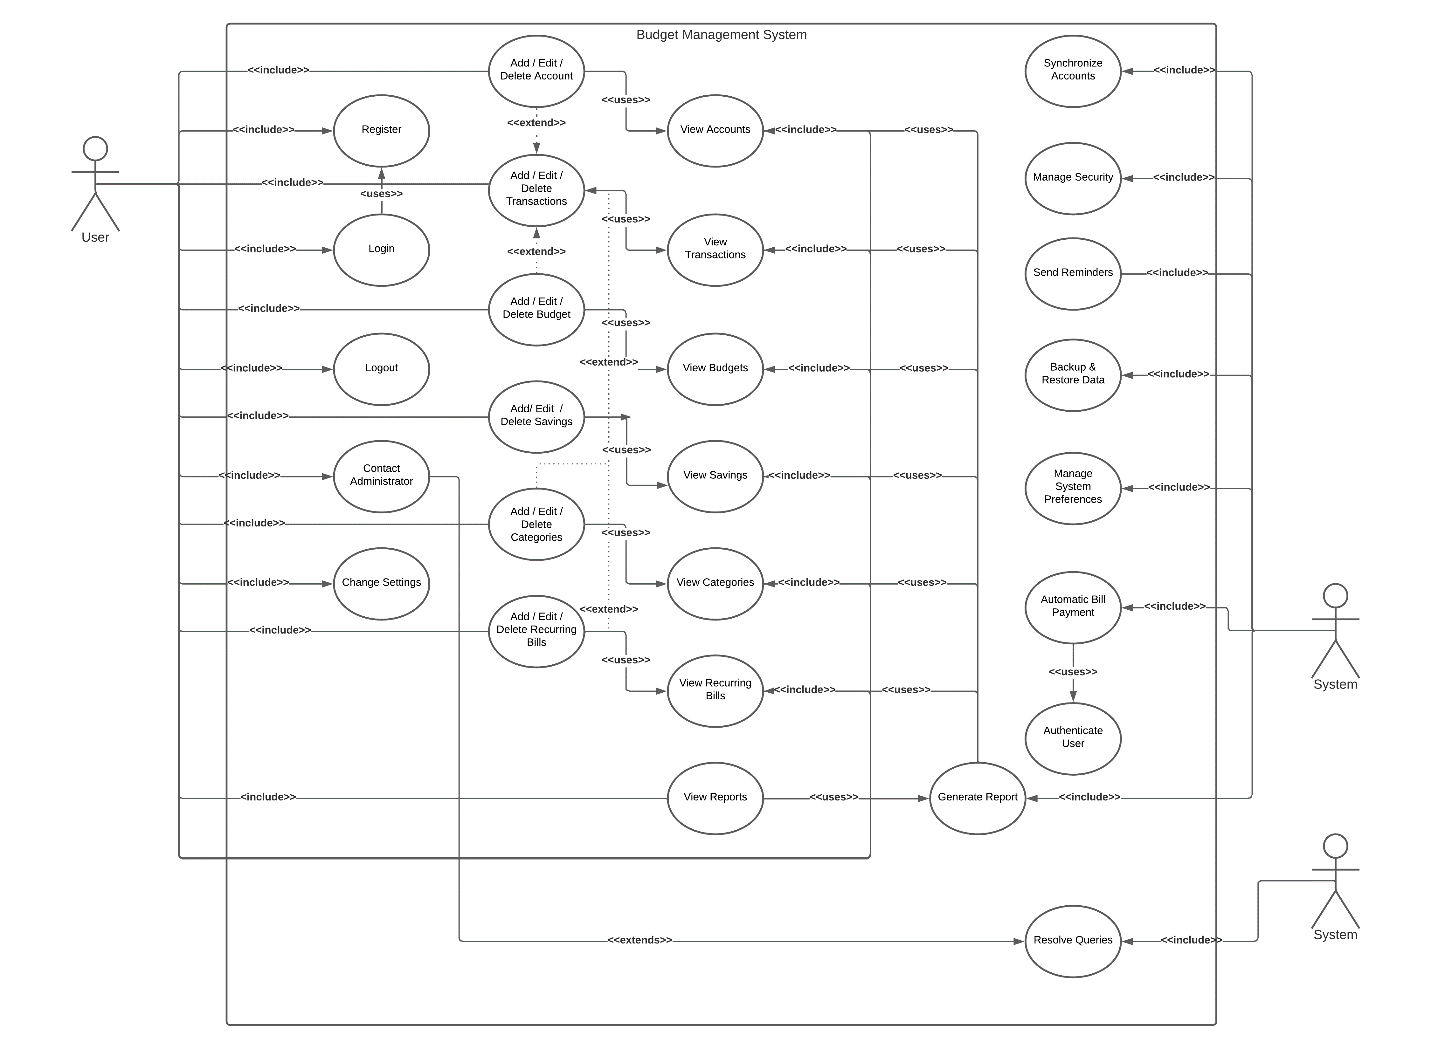 Budget Management System
Add / Edit /
Delete Account
<<include>>
<<uses>>
Synchronize
Accounts
<<include>>
<<include>>
Register
<<extend>>
View Accounts
<<include>>
<<uses>>
User
<<include>>
<uses>>
Add / Edit /
Delete
Transactions
<<uses>>
Manage Security
<<include>>
<<include>>
Login
<<extend>>
View
Transactions
<<include>>
<<uses>>
Send Reminders
<<include>>
<<include>>
Add / Edit /
Delete Budget
<<uses>>
<<include>>
Logout
<<extend>>
View Budgets
<<include>>
<<uses>>
Backup &
Restore Data
<<include>>
<<include>>
Add/ Edit /
Delete Savings
<<uses>>
<<include>>
Contact
Administrator
View Savings
<<include>>
<<uses>>
Manage
System
Preferences
<<include>>
<<include>>
Add / Edit /
Delete
Categories
<<uses>>
<<include>>
Change Settings
View Categories
<<include>>
<<uses>>
Automatic Bill
Payment
<<include>>
<<include>>
Add / Edit /
Delete Recurring
Bills
<<extend>>
<<uses>>
View Recurring
Bills
<<include>>
<<uses>>
<<uses>>
System
Authenticate
User
<include>>
View Reports
<<uses>>
Generate Report
<<include>>
<<extends>>
Resolve Queries
<<include>>
System